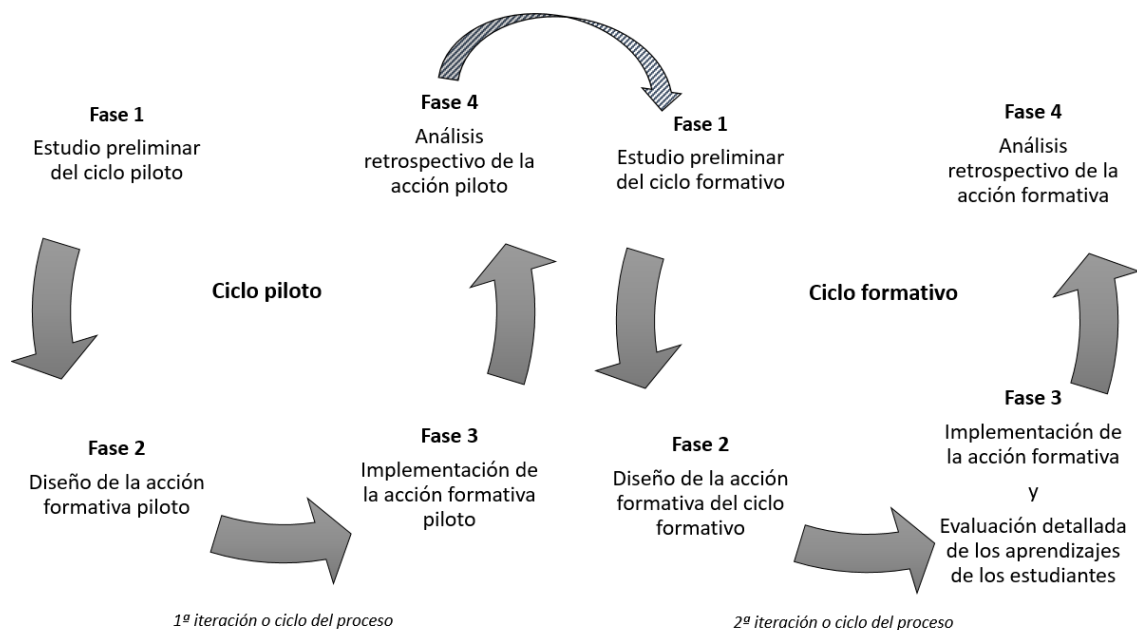 Fase 1
Estudio preliminar
del ciclo piloto
Fase 4
Análisis
retrospectivo de la
acción piloto
Ciclo piloto
Fase 2
Diseño de la acción
formativa piloto
Fase 3
Implementación de
la acción formativa
piloto
1ª iteración o ciclo del proceso
Fase 1
Estudio preliminar
del ciclo formativo
Fase 4
Análisis
retrospectivo de la
acción formativa
Ciclo formativo
Fase 2
Diseño de la acción
formativa del ciclo
formativo
Fase 3
Implementación de
la acción formativa
y
Evaluación detallada
de los aprendizajes
de los estudiantes
2ª iteración o ciclo del proceso